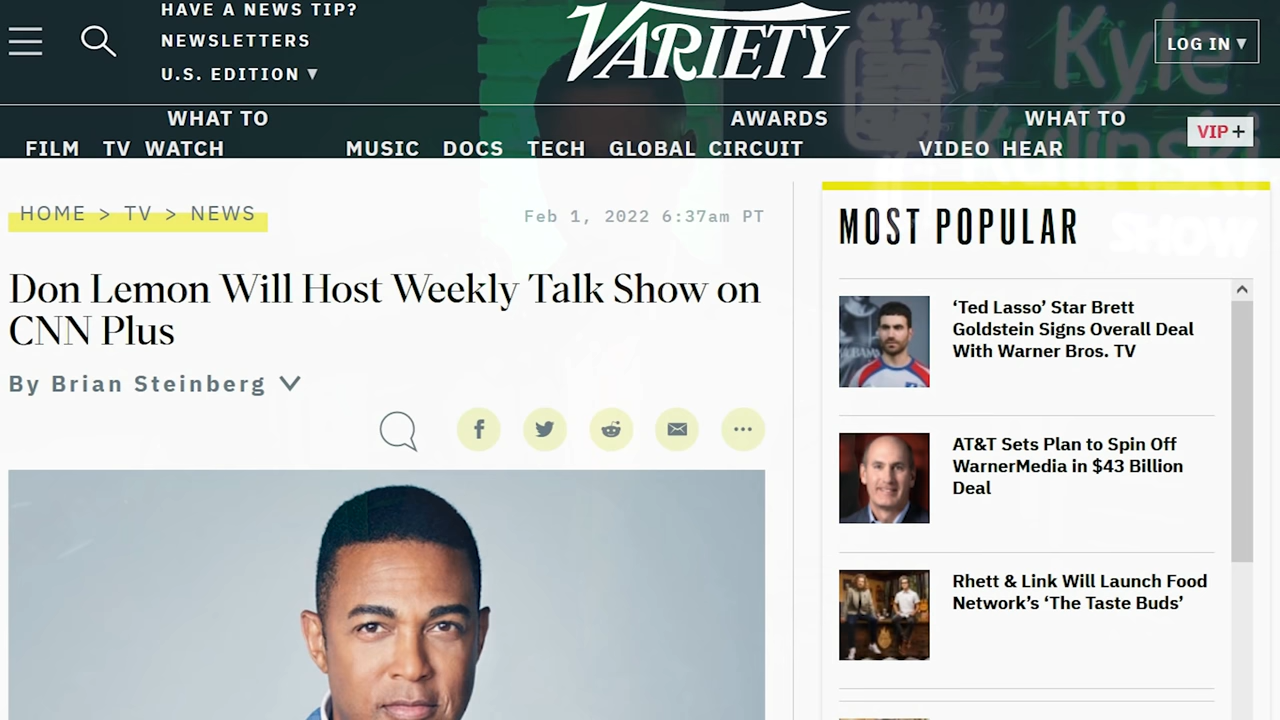 HAVE A NEWS TIP?
NEWSLETTERS
U.S. EDITION ▾
VARIETY
LOG IN ▾
WHAT TO
AWARDS
WHAT TO
FILM TV WATCH MUSIC DOCS TECH GLOBAL CIRCUIT VIDEO HEAR
VIP+
THE
Kyle
Kulinski
SHOW
HOME > TV > NEWS
Feb 1, 2022 6:37am PT
Don Lemon Will Host Weekly Talk Show on
CNN Plus
By Brian Steinberg
MOST POPULAR
‘Ted Lasso’ Star Brett
Goldstein Signs Overall Deal
With Warner Bros. TV
AT&T Sets Plan to Spin Off
WarnerMedia in $43 Billion
Deal
Rhett & Link Will Launch Food
Network’s ‘The Taste Buds’